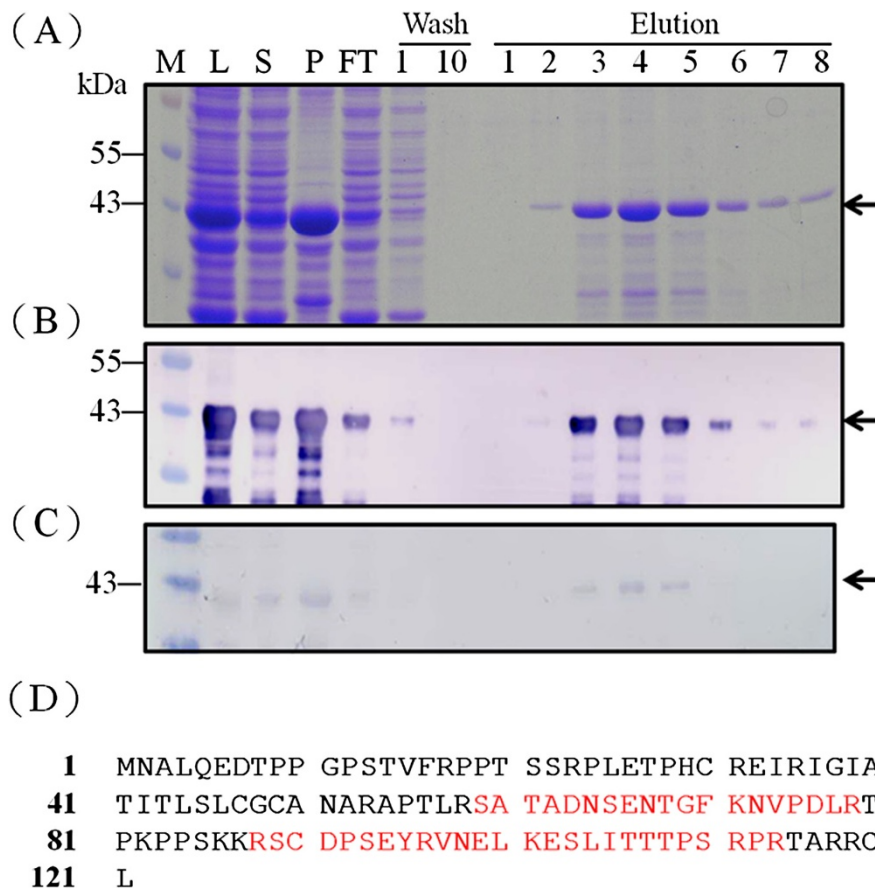 (A)
Wash Elution
M L S P FT 1 10 1 2 3 4 5 6 7 8
kDa
55
43
(B)
55
43
(C)
43
(D)
1 MNALQEDTPP GPSTVFRPPT SSRPLETPHC REIRIGIA
41 TITLSLCGCA NARAPTLRSA TADNSENTGF KNVPDLRT
81 PKPPSKKRSC DPSEYRVNEL KESLITTTPS RPRTARRC
121 L